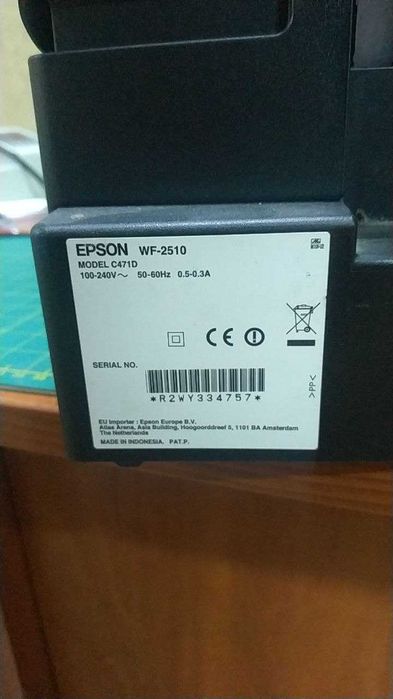 EPSON WF-2510
MODEL C471D
100-240V～ 50-60Hz 0.5-0.3A
CE
SERIAL NO.
*R2WY334757*
>PP<
EU Importer : Epson Europe B.V.
Atlas Arena, Asia Building, Hoogoorddreef 5, 1101 BA Amsterdam
The Netherlands
MADE IN INDONESIA. PAT.P.